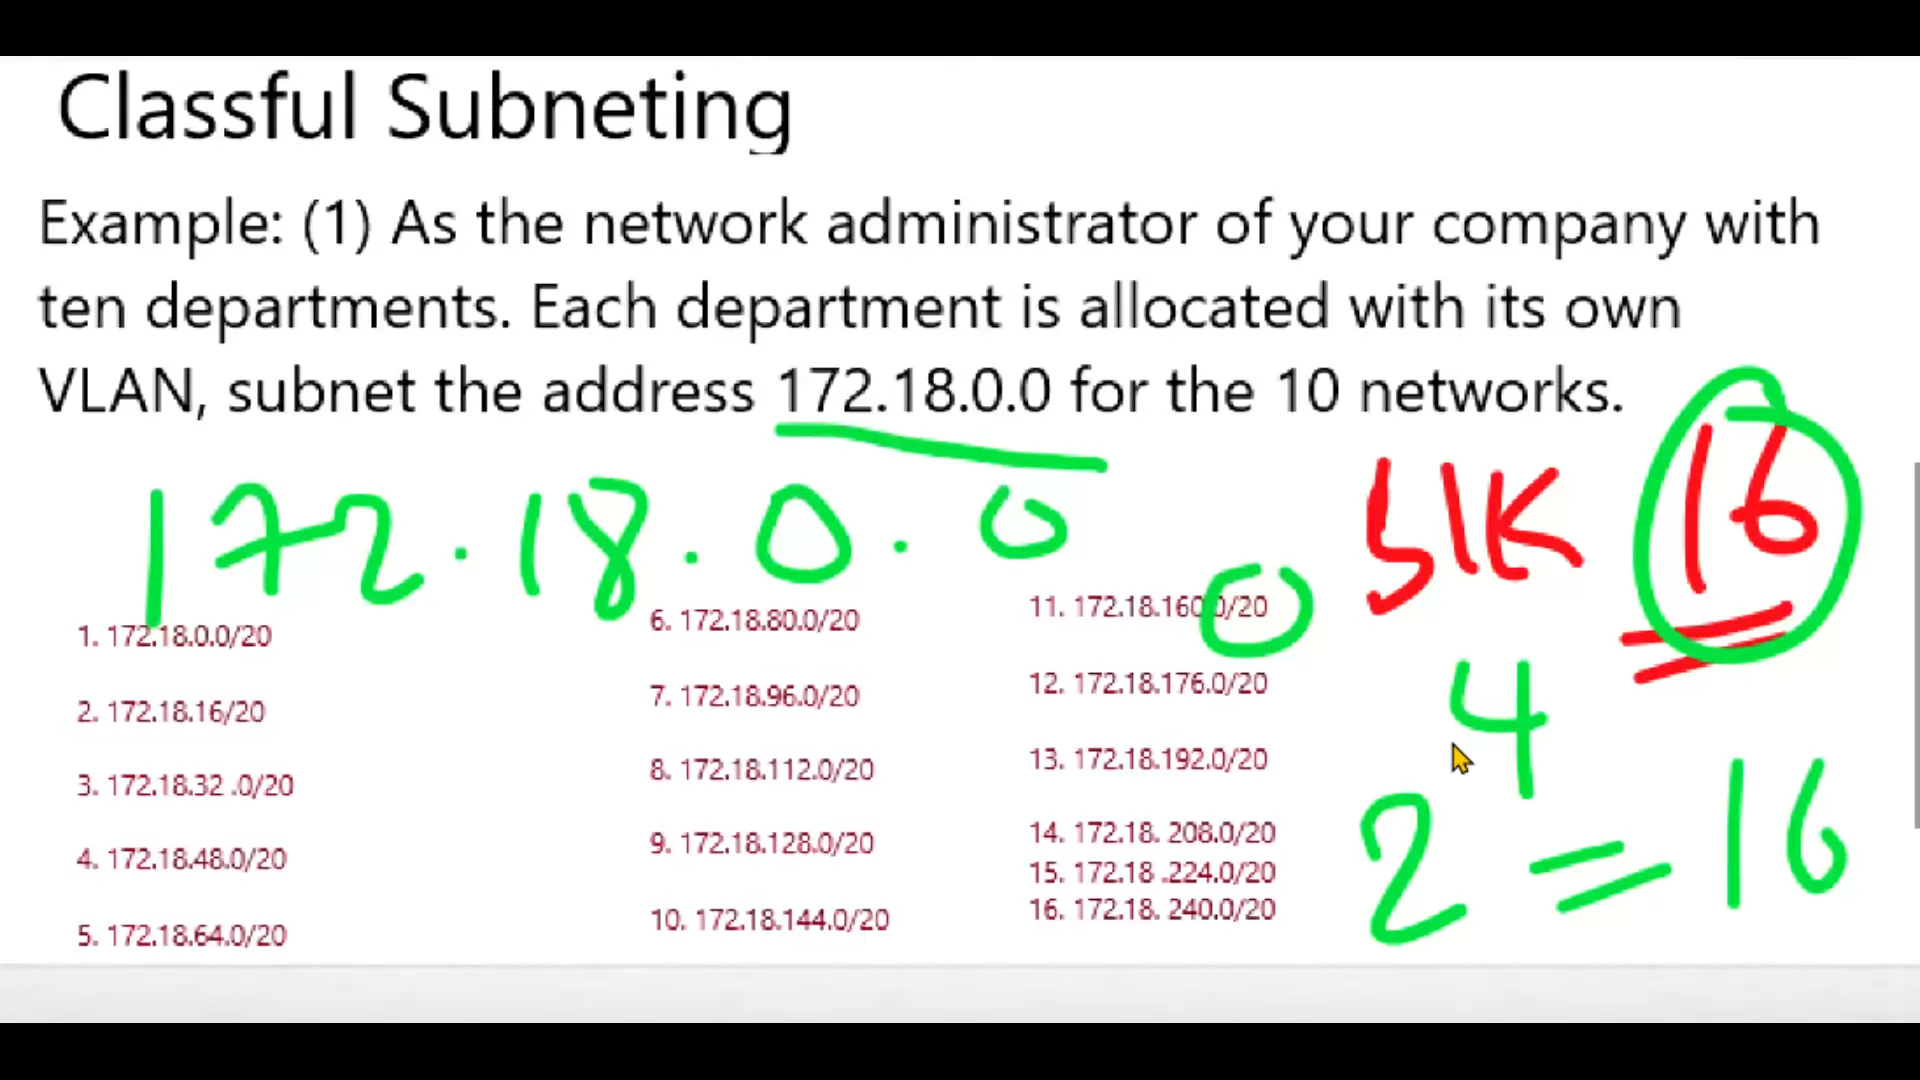 Classful Subneting
Example: (1) As the network administrator of your company with
ten departments. Each department is allocated with its own
VLAN, subnet the address 172.18.0.0 for the 10 networks.
172.18.0.0
16
1. 172.18.0.0/20
2. 172.18.16/20
3. 172.18.32 .0/20
4. 172.18.48.0/20
5. 172.18.64.0/20
6. 172.18.80.0/20
7. 172.18.96.0/20
8. 172.18.112.0/20
9. 172.18.128.0/20
10. 172.18.144.0/20
11. 172.18.160.0/20
12. 172.18.176.0/20
13. 172.18.192.0/20
14. 172.18. 208.0/20
15. 172.18 .224.0/20
16. 172.18. 240.0/20
4
2 = 16